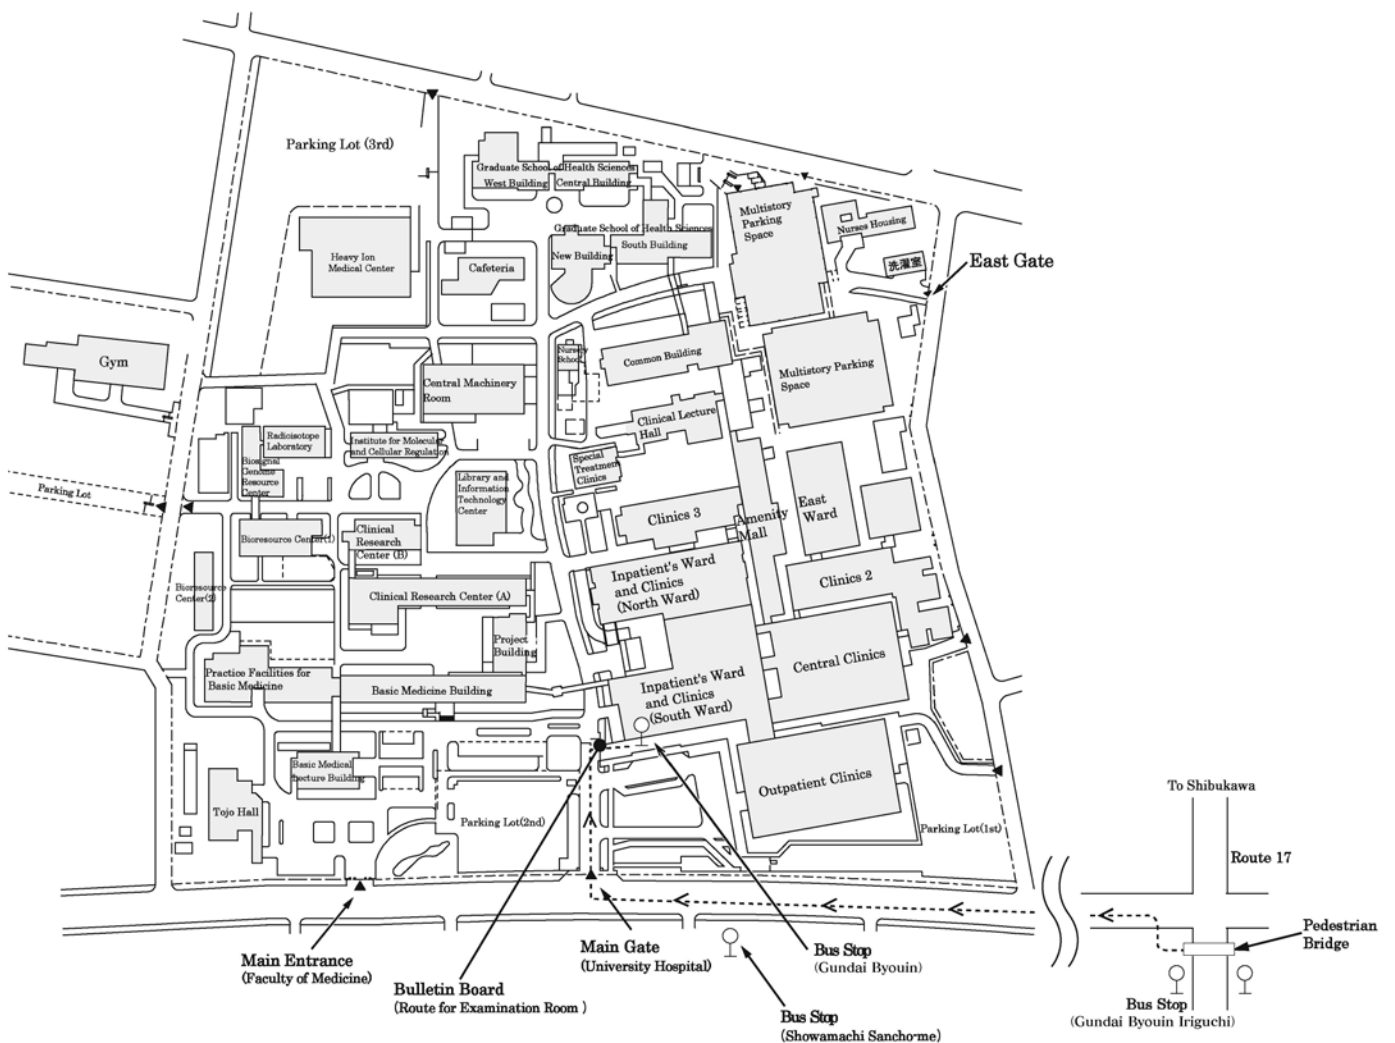 Parking Lot (3rd)
Graduate School of Health Sciences
West Building
Central Building
Graduate School of Health Sciences
South Building
New Building
Multistory
Parking
Space
Nurses Housing
洗濯室
East Gate
Heavy Ion
Medical Center
Cafeteria
Gym
Nursery
School
Common Building
Multistory Parking
Space
Central Machinery
Room
Clinical Lecture
Hall
Radioisotope
Laboratory
Institute for Molecular
and Cellular Regulation
Biosignal
Genome
Resource
Center
Special
Treatment
Clinics
Library and
Information
Technology
Center
Parking Lot
Clinics 3
Amenity
Mall
East
Ward
Bioresource Center(1)
Clinical
Research
Center (B)
Bioresource
Center(2)
Clinical Research Center (A)
Inpatient's Ward
and Clinics
(North Ward)
Clinics 2
Project
Building
Central Clinics
Practice Facilities for
Basic Medicine
Basic Medicine Building
Inpatient's Ward
and Clinics
(South Ward)
Basic Medical
Lecture Building
Outpatient Clinics
Tojo Hall
Parking Lot(2nd)
Parking Lot(1st)
To Shibukawa
Route 17
Pedestrian
Bridge
Main Entrance
(Faculty of Medicine)
Main Gate
(University Hospital)
Bus Stop
(Gundai Byouin)
Bulletin Board
(Route for Examination Room )
Bus Stop
(Showamachi Sancho-me)
Bus Stop
(Gundai Byouin Iriguchi)